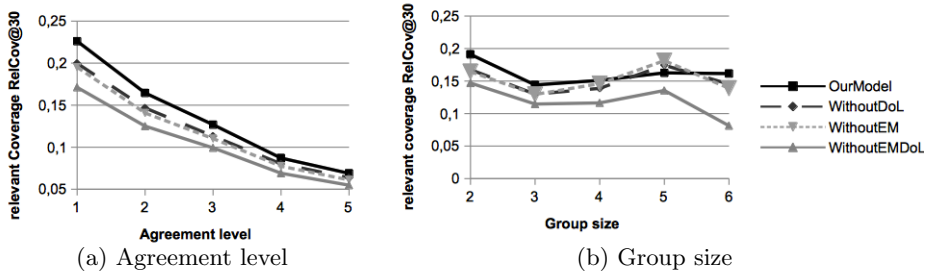 relevant Coverage RelCov@30
0,25
0,2
0,15
0,1
0,05
1 2 3 4 5
Agreement level
(a) Agreement level
relevant coverage RelCov@30
0,25
0,2
0,15
0,1
0,05
0
2 3 4 5 6
Group size
(b) Group size
OurModel
WithoutDoL
WithoutEM
WithoutEMDoL